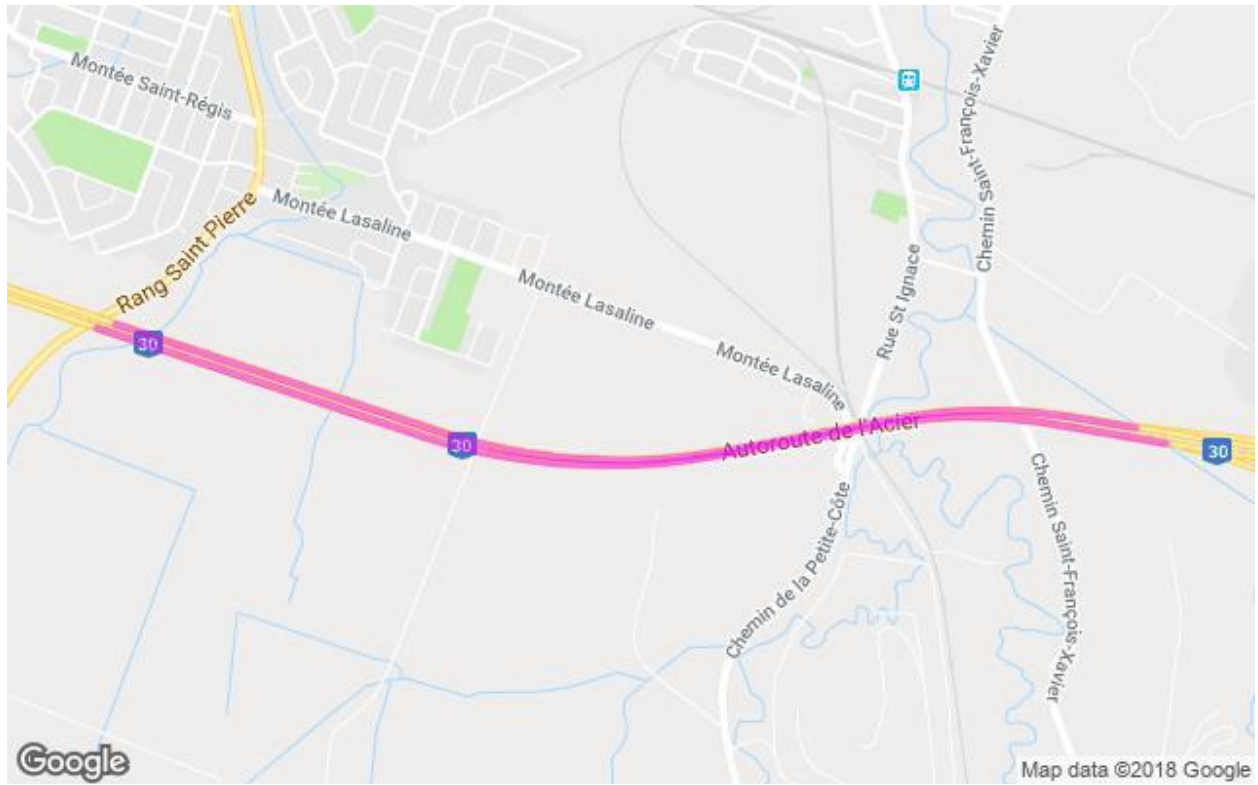 Montée Saint-Régis
Chemin Saint-François-Xavier
Rang Saint Pierre
Montée Lasaline
Montée Lasaline
Rue St Ignace
Montée Lasaline
30
30
Autoroute de l'Acier
30
Chemin de la Petite-Côte
Chemin Saint-François-Xavier
Google
Map data ©2018 Google